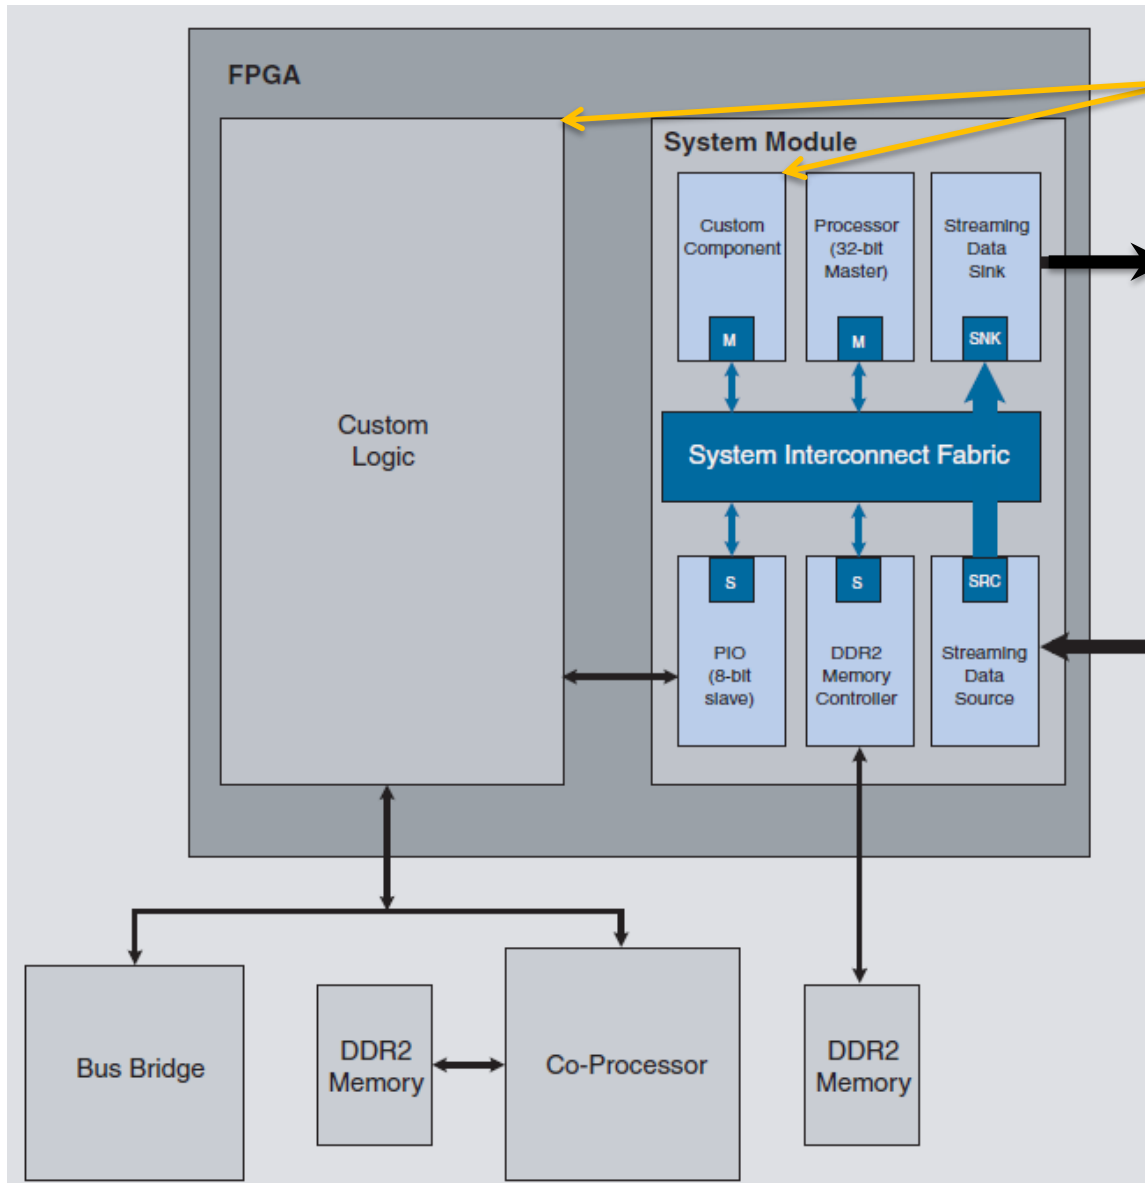 FPGA
System Module
Custom
Component
Processor
(32-bit
Master)
Streaming
Data
Sink
M
M
SNK
Custom
Logic
System Interconnect Fabric
S
S
SRC
PIO
(8-bit
slave)
DDR2
Memory
Controller
Streaming
Data
Source
Bus Bridge
DDR2
Memory
Co-Processor
DDR2
Memory